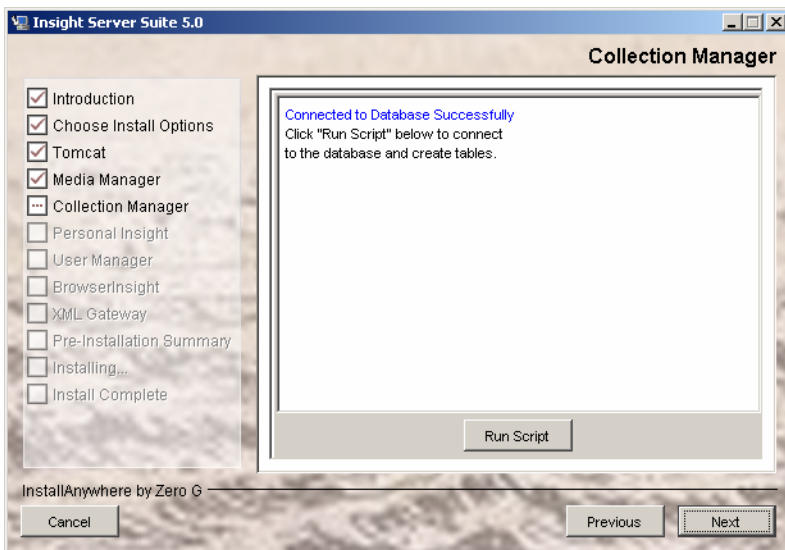 Insight Server Suite 5.0
Collection Manager
Introduction
Choose Install Options
Tomcat
Media Manager
Collection Manager
Personal Insight
User Manager
BrowserInsight
XML Gateway
Pre-Installation Summary
Installing...
Install Complete
Connected to Database Successfully
Click "Run Script" below to connect
to the database and create tables.
Run Script
InstallAnywhere by Zero G
Cancel
Previous
Next